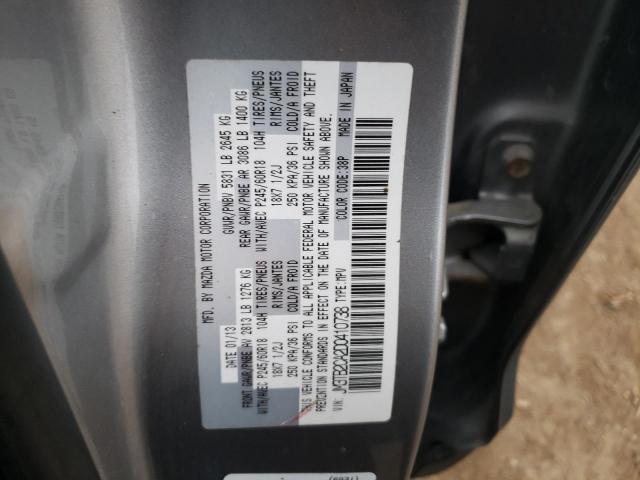 MFD. BY MAZDA MOTOR CORPORATION
DATE 01/13 GVWR/PNBV 5831 LB 2645 KG
FRONT GAWR/PNBE AV 2813 LB 1276 KG REAR GAWR/PNBE AR 3086 LB 1400 KG
WITH/AVEC P245/60R18 104H TIRES/PNEUS WITH/AVEC P245/60R18 104H TIRES/PNEUS
18X7 1/2J RIMS/JANTES 18X7 1/2J RIMS/JANTES
250 KPA/36 PSI COLD/A FROID 250 KPA/36 PSI COLD/A FROID
THIS VEHICLE CONFORMS TO ALL APPLICABLE FEDERAL MOTOR VEHICLE SAFETY AND THEFT
PREVENTION STANDARDS IN EFFECT ON THE DATE OF MANUFACTURE SHOWN ABOVE.
VIN: JM3TB2CA2D0410738 TYPE:MPV COLOR CODE:38P MADE IN JAPAN